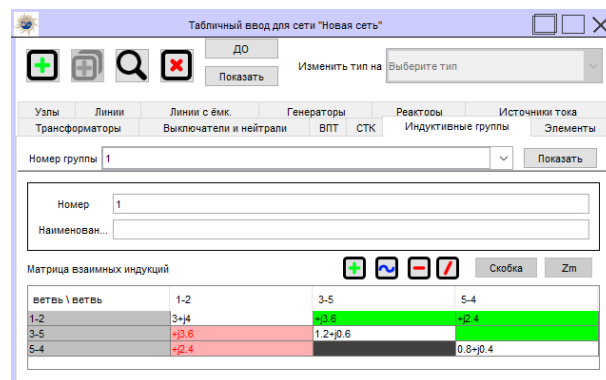 Табличный ввод для сети "Новая сеть"
ДО
Показать
Изменить тип на Выберите тип
Узлы Линии Линии с ёмк. Генераторы Реакторы Источники тока
Трансформаторы Выключатели и нейтрали ВПТ СТК Индуктивные группы Элементы
Номер группы 1 Показать
Номер 1
Наименован...
Матрица взаимных индукций Скобка Zm
ветвь \ ветвь 1-2 3-5 5-4
1-2 3+j4 +j3.6 +j2.4
3-5 +j3.6 1.2+j0.6
5-4 +j2.4 0.8+j0.4